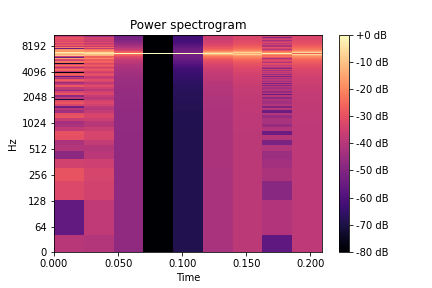 Power spectrogram
8192
4096
2048
1024
512
256
128
64
0
Hz
0.000 0.050 0.100 0.150 0.200
Time
+0 dB
-10 dB
-20 dB
-30 dB
-40 dB
-50 dB
-60 dB
-70 dB
-80 dB